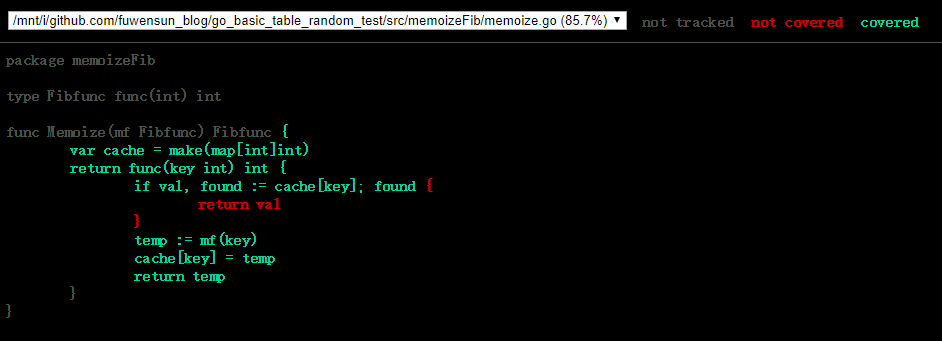 /mnt/i/github.com/fuwensun_blog/go_basic_table_random_test/src/memoizeFib/memoize.go (85.7%) not tracked not covered covered
package memoizeFib
type Fibfunc func(int) int
func Memoize(mf Fibfunc) Fibfunc {
var cache = make(map[int]int)
return func(key int) int {
if val, found := cache[key]; found {
return val
}
temp := mf(key)
cache[key] = temp
return temp
}
}